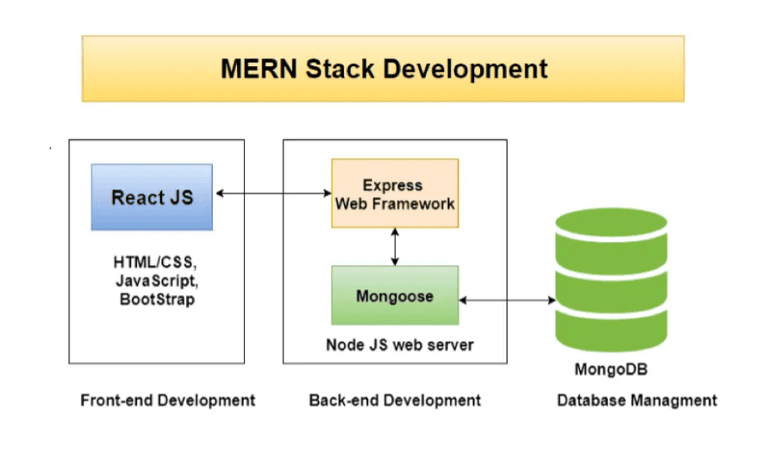 MERN Stack Development
React JS
HTML/CSS,
JavaScript,
BootStrap
Front-end Development
Express
Web Framework
Mongoose
Node JS web server
Back-end Development
MongoDB
Database Managment